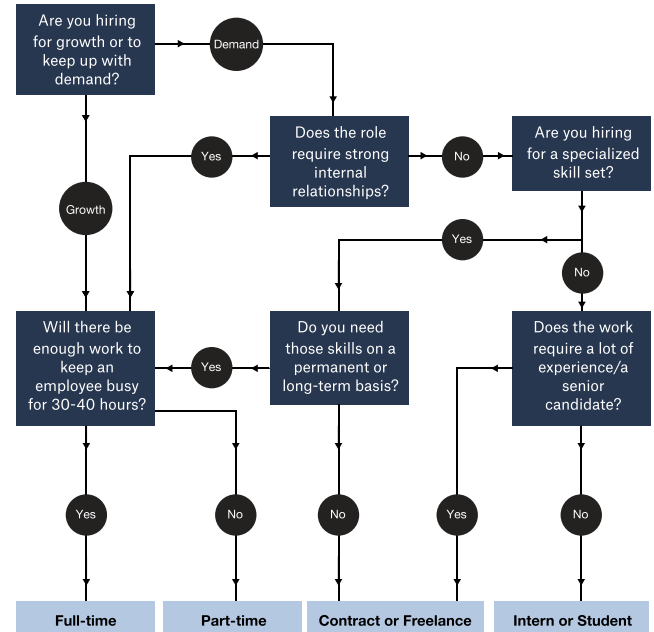 Are you hiring
for growth or to
keep up with
demand?
Demand
Does the role
require strong
internal
relationships?
Yes
No
Are you hiring
for a specialized
skill set?
Growth
Yes
No
Will there be
enough work to
keep an
employee busy
for 30-40 hours?
Yes
Do you need
those skills on a
permanent or
long-term basis?
Does the work
require a lot of
experience/a
senior
candidate?
Yes
No
No
Yes
No
Full-time
Part-time
Contract or Freelance
Intern or Student